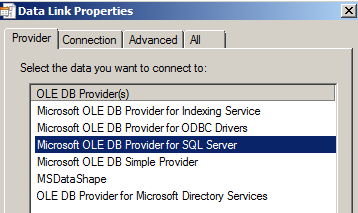 Data Link Properties
Provider Connection Advanced All
Select the data you want to connect to:
OLE DB Provider(s)
Microsoft OLE DB Provider for Indexing Service
Microsoft OLE DB Provider for ODBC Drivers
Microsoft OLE DB Provider for SQL Server
Microsoft OLE DB Simple Provider
MSDataShape
OLE DB Provider for Microsoft Directory Services